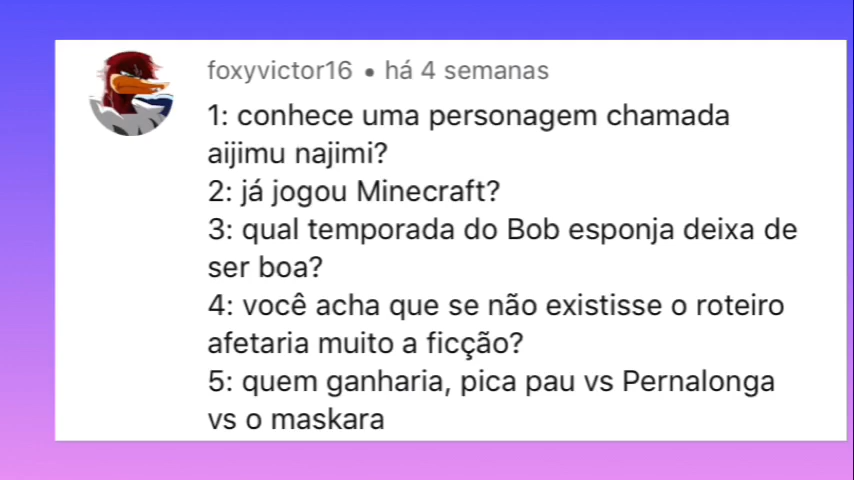 foxyvictor16 • há 4 semanas
1: conhece uma personagem chamada
aijimu najimi?
2: já jogou Minecraft?
3: qual temporada do Bob esponja deixa de
ser boa?
4: você acha que se não existisse o roteiro
afetaria muito a ficção?
5: quem ganharia, pica pau vs Pernalonga
vs o maskara